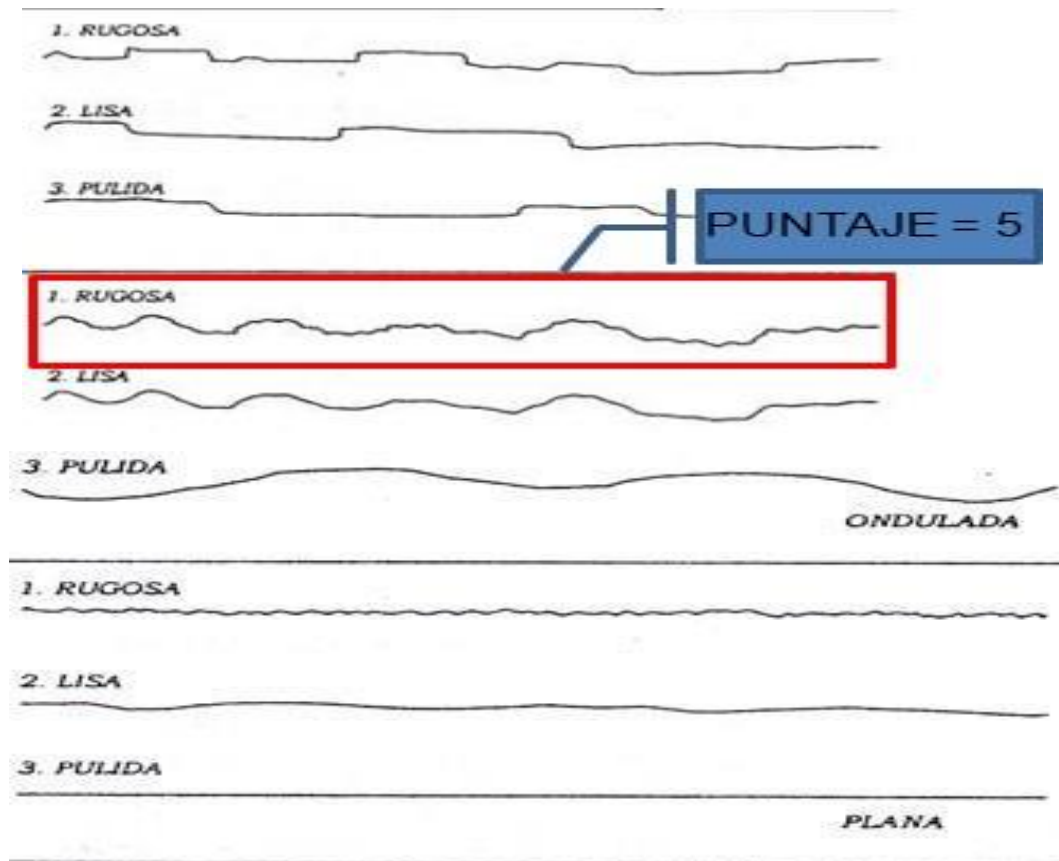 1. RUGOSA
2. LISA
3. PULIDA
PUNTAJE = 5
1. RUGOSA
2. LISA
3. PULIDA
ONDULADA
1. RUGOSA
2. LISA
3. PULIDA
PLANA